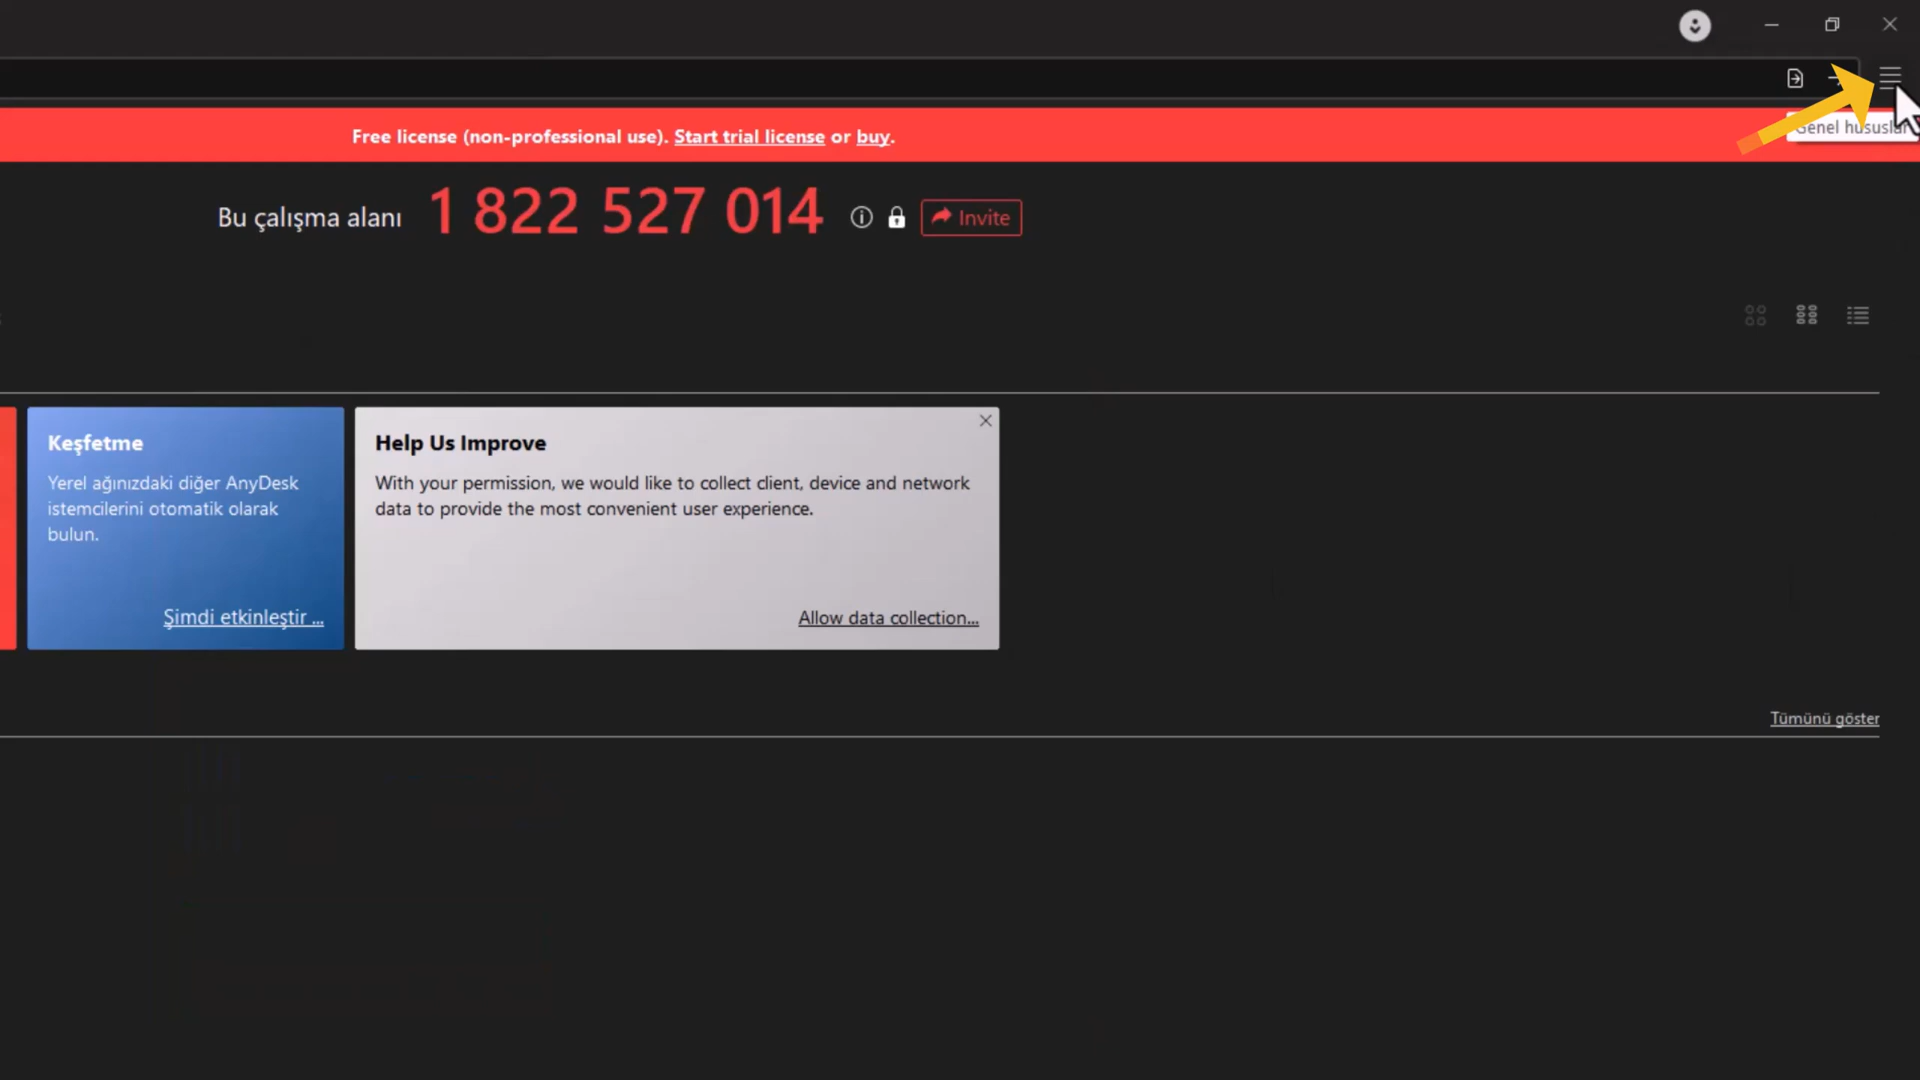 Genel hususlar
Free license (non-professional use). Start trial license or buy.
Bu çalışma alanı 1 822 527 014 Invite
Keşfetme
Yerel ağınızdaki diğer AnyDesk
istemcilerini otomatik olarak
bulun.
Şimdi etkinleştir ...
Help Us Improve
With your permission, we would like to collect client, device and network
data to provide the most convenient user experience.
Allow data collection...
Tümünü göster